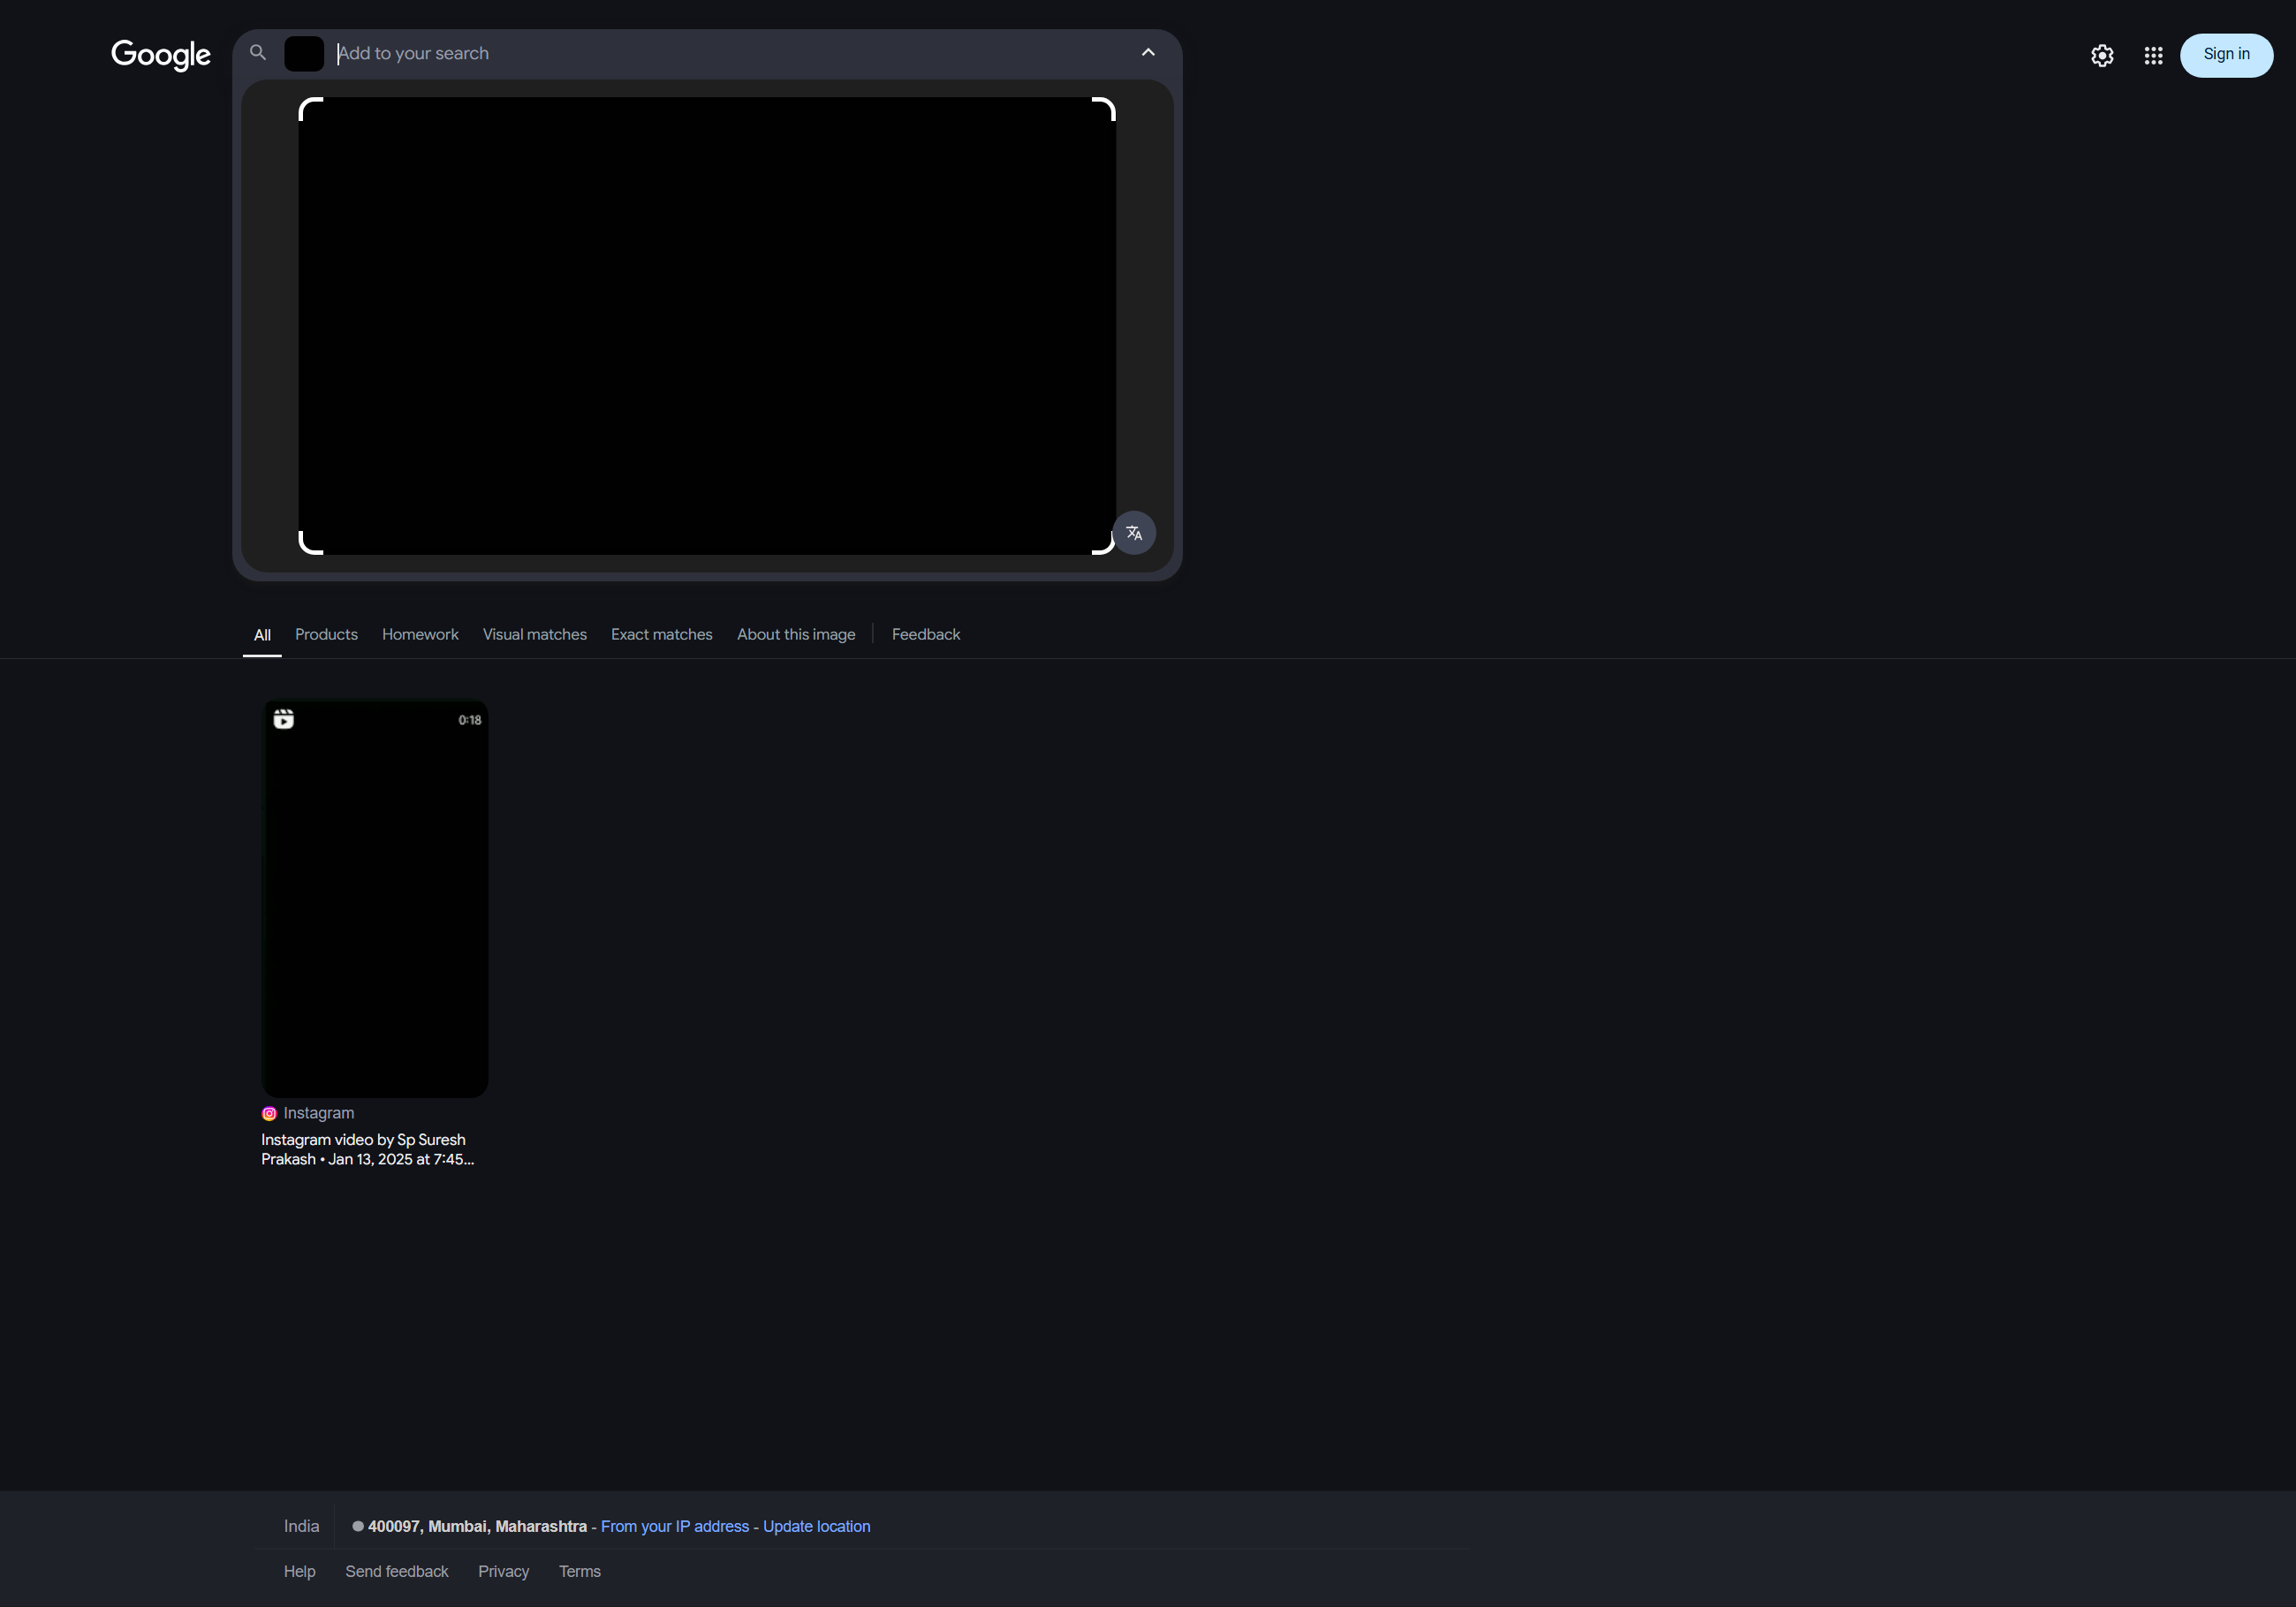 Google
Add to your search
Sign in
All Products Homework Visual matches Exact matches About this image Feedback
0:18
Instagram
Instagram video by Sp Suresh
Prakash • Jan 13, 2025 at 7:45...
India
400097, Mumbai, Maharashtra - From your IP address - Update location
Help Send feedback Privacy Terms